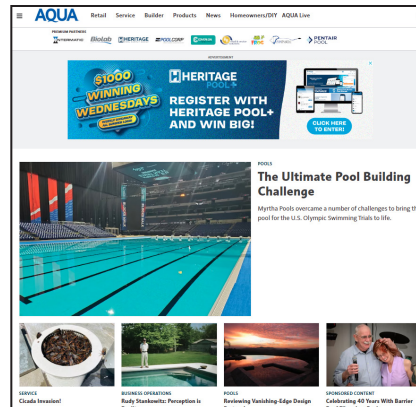 AQUA Retail Service Builder Products News Homeowners/DIY AQUA Live
PREMIUM PARTNERS
INTERMATIC Biolab HERITAGE POOLCORP PENTAIR POOL
ADVERTISEMENT
$1000
WINNING
WEDNESDAYS
HERITAGE
POOL+
REGISTER WITH
HERITAGE POOL+
AND WIN BIG!
CLICK HERE
TO ENTER!
POOLS
The Ultimate Pool Building
Challenge
Myrtha Pools overcame a number of challenges to bring th
pool for the U.S. Olympic Swimming Trials to life.
SERVICE
Cicada Invasion!
BUSINESS OPERATIONS
Rudy Stankowitz: Perception is
POOLS
Reviewing Vanishing-Edge Design
SPONSORED CONTENT
Celebrating 40 Years With Barrier